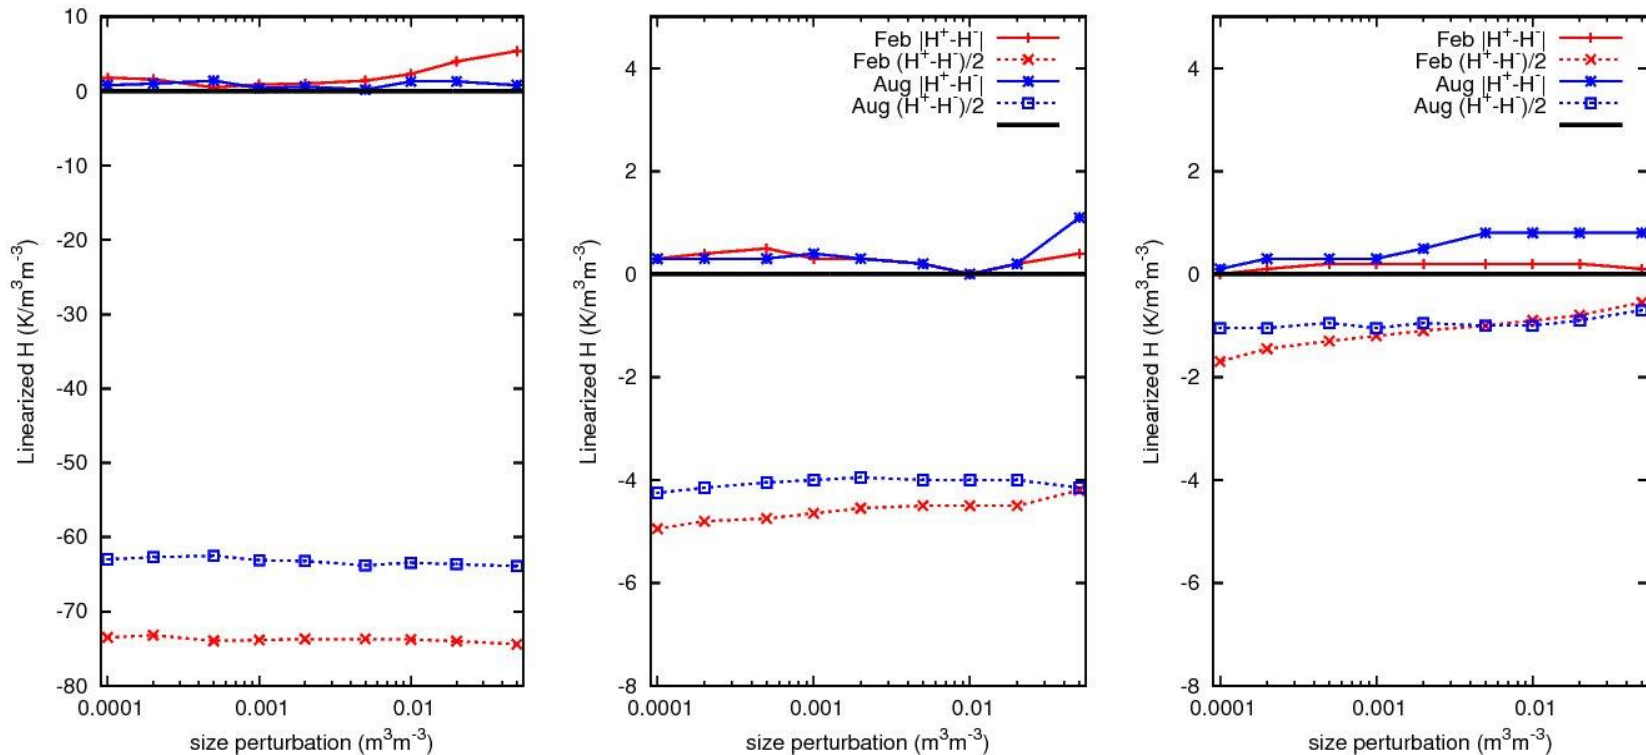 10
0
-10
-20
-30
-40
-50
-60
-70
-80
0.0001
0.001
0.01
Linearized H (K/m³m⁻³)
size perturbation (m³m⁻³)
4
2
0
-2
-4
-6
-8
0.0001
0.001
0.01
Linearized H (K/m³m⁻³)
size perturbation (m³m⁻³)
Feb |H⁺-H⁻|
Feb (H⁺-H⁻)/2
Aug |H⁺-H⁻|
Aug (H⁺-H⁻)/2
4
2
0
-2
-4
-6
-8
0.0001
0.001
0.01
Linearized H (K/m³m⁻³)
size perturbation (m³m⁻³)
Feb |H⁺-H⁻|
Feb (H⁺-H⁻)/2
Aug |H⁺-H⁻|
Aug (H⁺-H⁻)/2